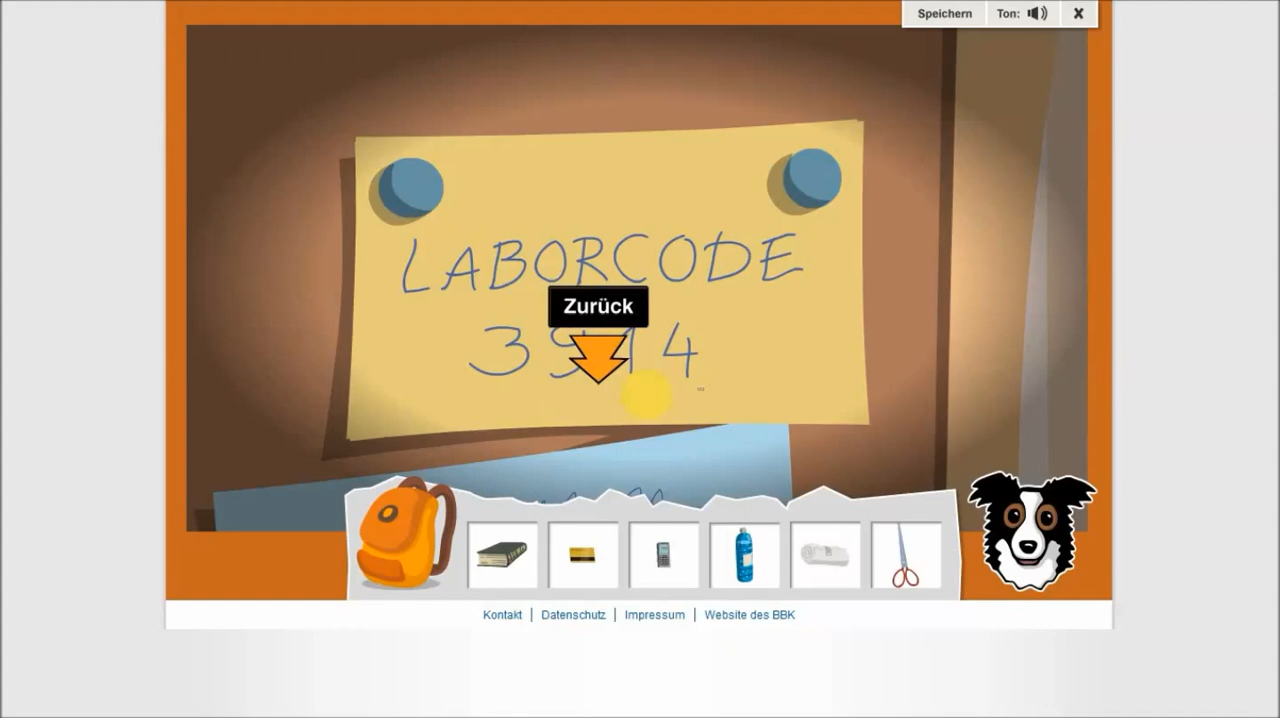 Speichern Ton:
LABORCODE
Zurück
Kontakt | Datenschutz | Impressum | Website des BBK